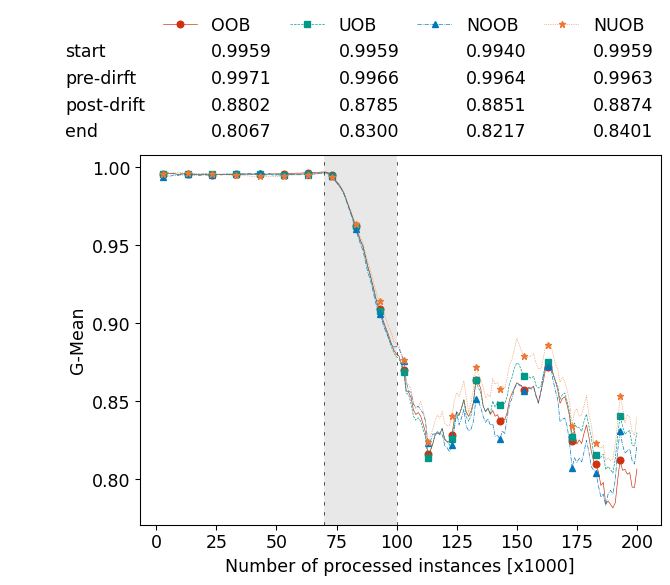 OOB UOB NOOB NUOB
start 0.9959 0.9959 0.9940 0.9959
pre-dirft 0.9971 0.9966 0.9964 0.9963
post-drift 0.8802 0.8785 0.8851 0.8874
end 0.8067 0.8300 0.8217 0.8401
1.00
0.95
0.90
0.85
0.80
G-Mean
0 25 50 75 100 125 150 175 200
Number of processed instances [x1000]